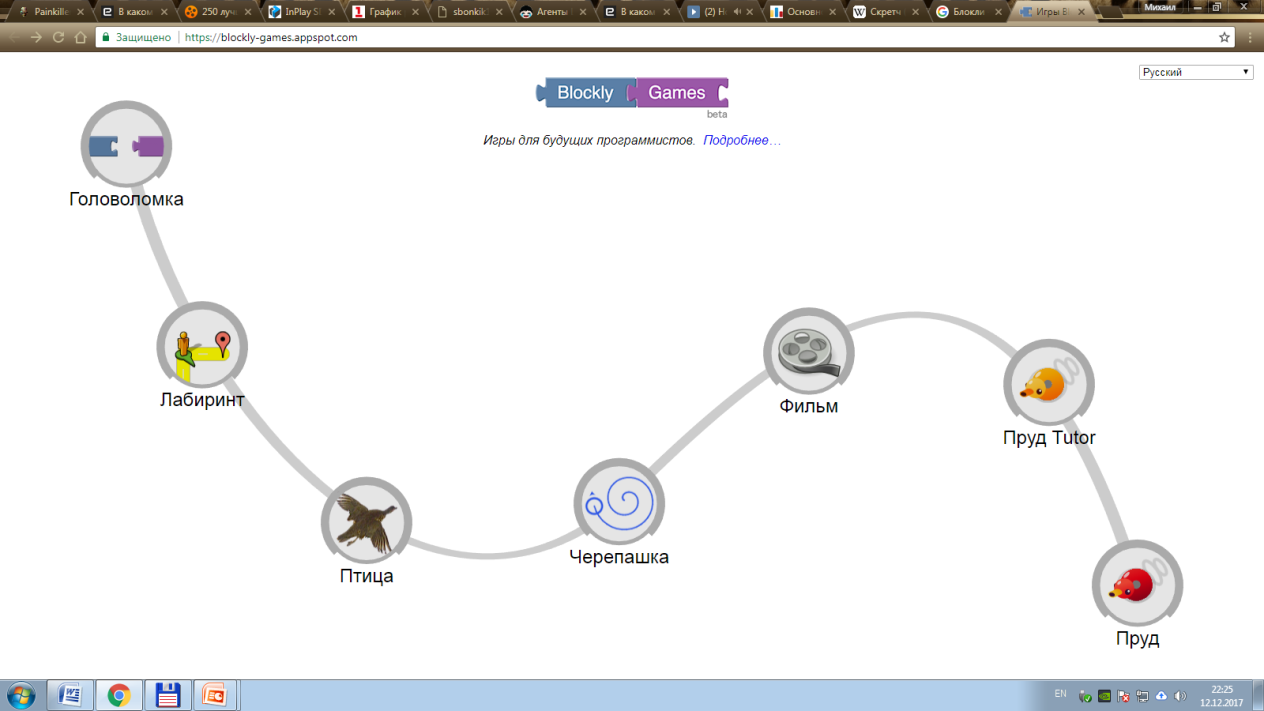 Михаил
Painkille
В каком
250 луч
InPlay S
График
sbonkik
Агенты
В каком
(2) Н
Основн
Скретч
Блокли
Игры
Защищено
https://blockly-games.appspot.com
Русский
Blockly Games
beta
Игры для будущих программистов. Подробнее…
Головоломка
Лабиринт
Птица
Черепашка
Фильм
Пруд Tutor
Пруд
EN
22:25
12.12.2017